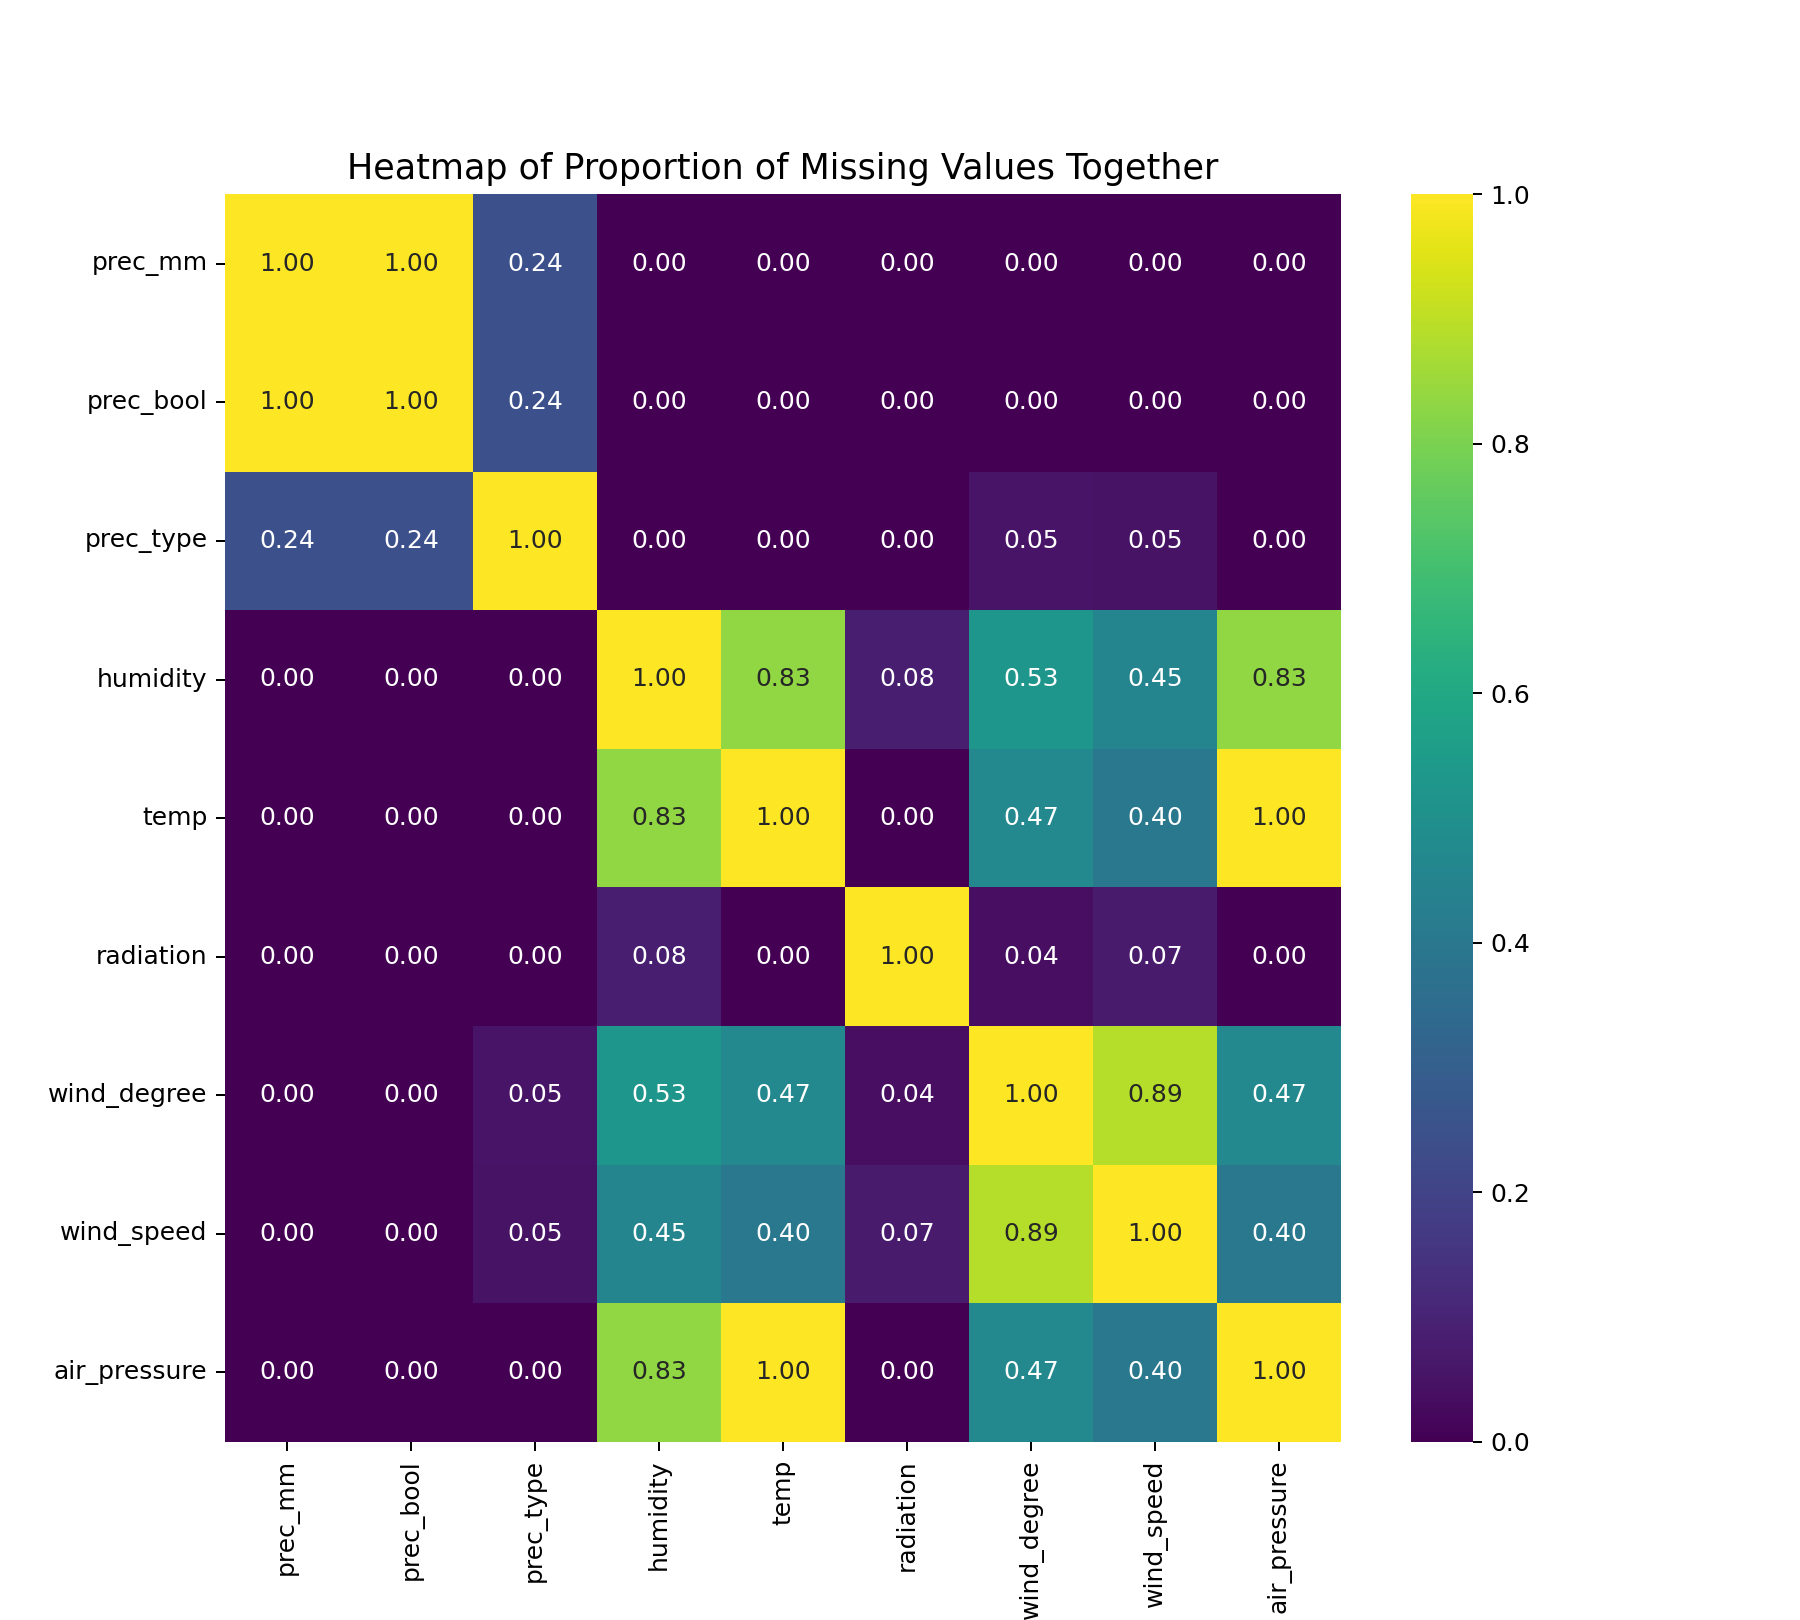 Heatmap of Proportion of Missing Values Together
prec_mm 1.00 1.00 0.24 0.00 0.00 0.00 0.00 0.00 0.00
prec_bool 1.00 1.00 0.24 0.00 0.00 0.00 0.00 0.00 0.00
prec_type 0.24 0.24 1.00 0.00 0.00 0.00 0.05 0.05 0.00
humidity 0.00 0.00 0.00 1.00 0.83 0.08 0.53 0.45 0.83
temp 0.00 0.00 0.00 0.83 1.00 0.00 0.47 0.40 1.00
radiation 0.00 0.00 0.00 0.08 0.00 1.00 0.04 0.07 0.00
wind_degree 0.00 0.00 0.05 0.53 0.47 0.04 1.00 0.89 0.47
wind_speed 0.00 0.00 0.05 0.45 0.40 0.07 0.89 1.00 0.40
air_pressure 0.00 0.00 0.00 0.83 1.00 0.00 0.47 0.40 1.00
prec_mm
prec_bool
prec_type
humidity
temp
radiation
wind_degree
wind_speed
air_pressure
1.0
0.8
0.6
0.4
0.2
0.0